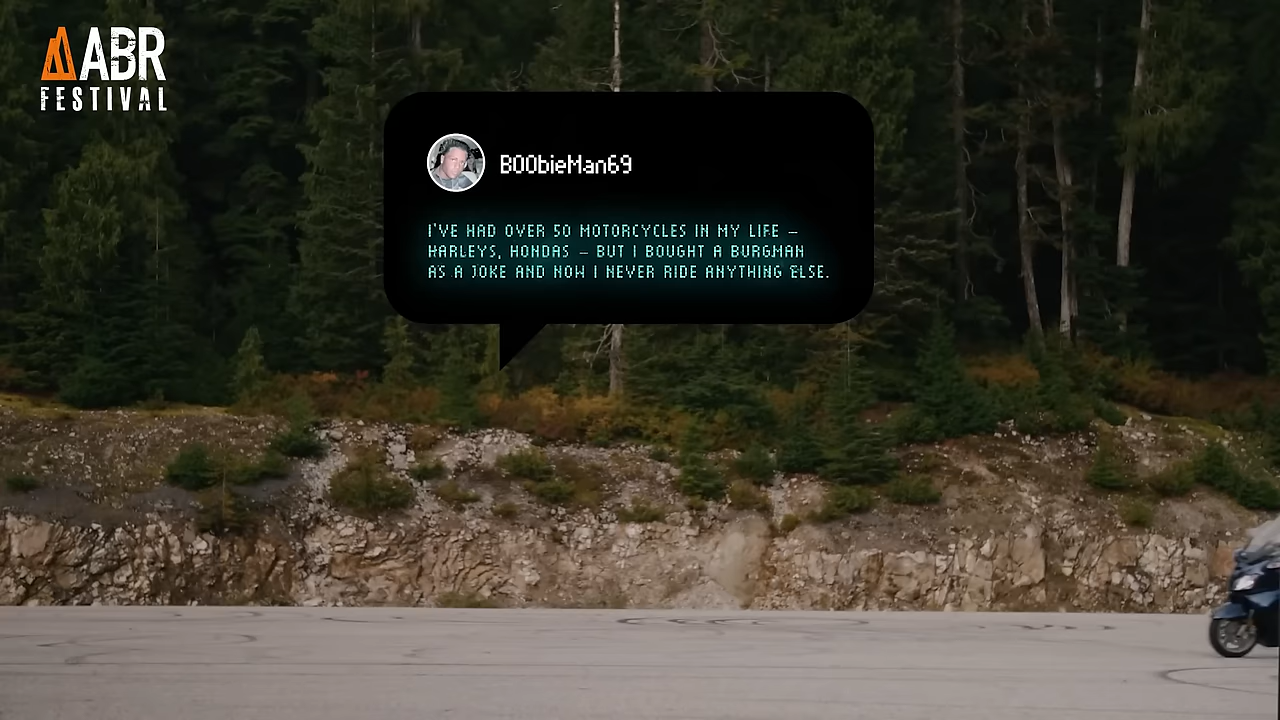 ABR
FESTIVAL
B00bieMan69
I'VE HAD OVER 50 MOTORCYCLES IN MY LIFE –
HARLEYS, HONDAS – BUT I BOUGHT A BURGMAN
AS A JOKE AND NOW I NEVER RIDE ANYTHING ELSE.